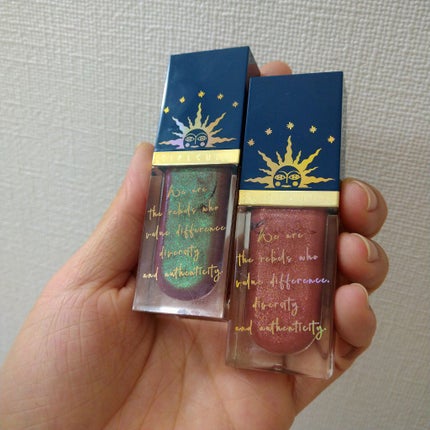 GIRLCULT
We are
the rebels who
value difference
diversity
and authenticity.
We are
the rebels who
value difference.
diversity
and authenticity.